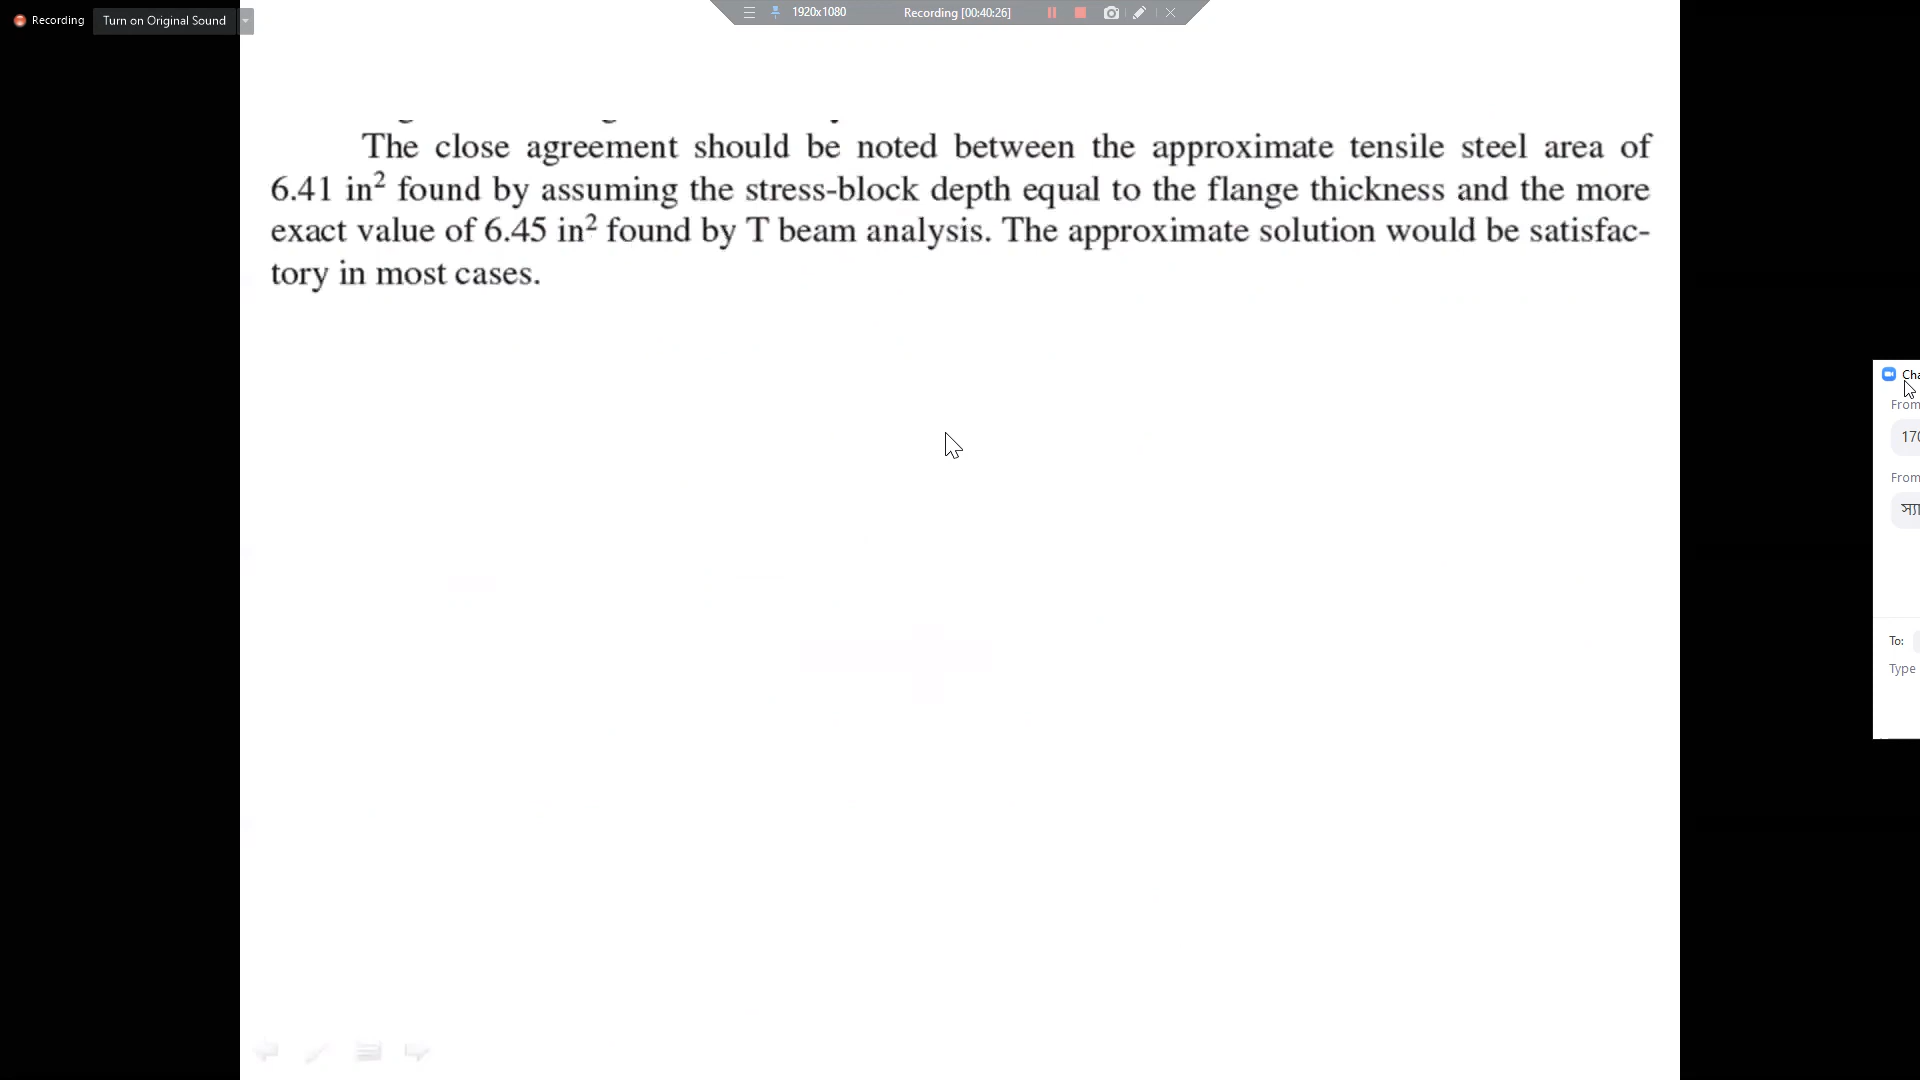 Recording
Turn on Original Sound
1920x1080
Recording [00:40:26]
The close agreement should be noted between the approximate tensile steel area of
6.41 in² found by assuming the stress-block depth equal to the flange thickness and the more
exact value of 6.45 in² found by T beam analysis. The approximate solution would be satisfac-
tory in most cases.
From
170
From
To:
Type